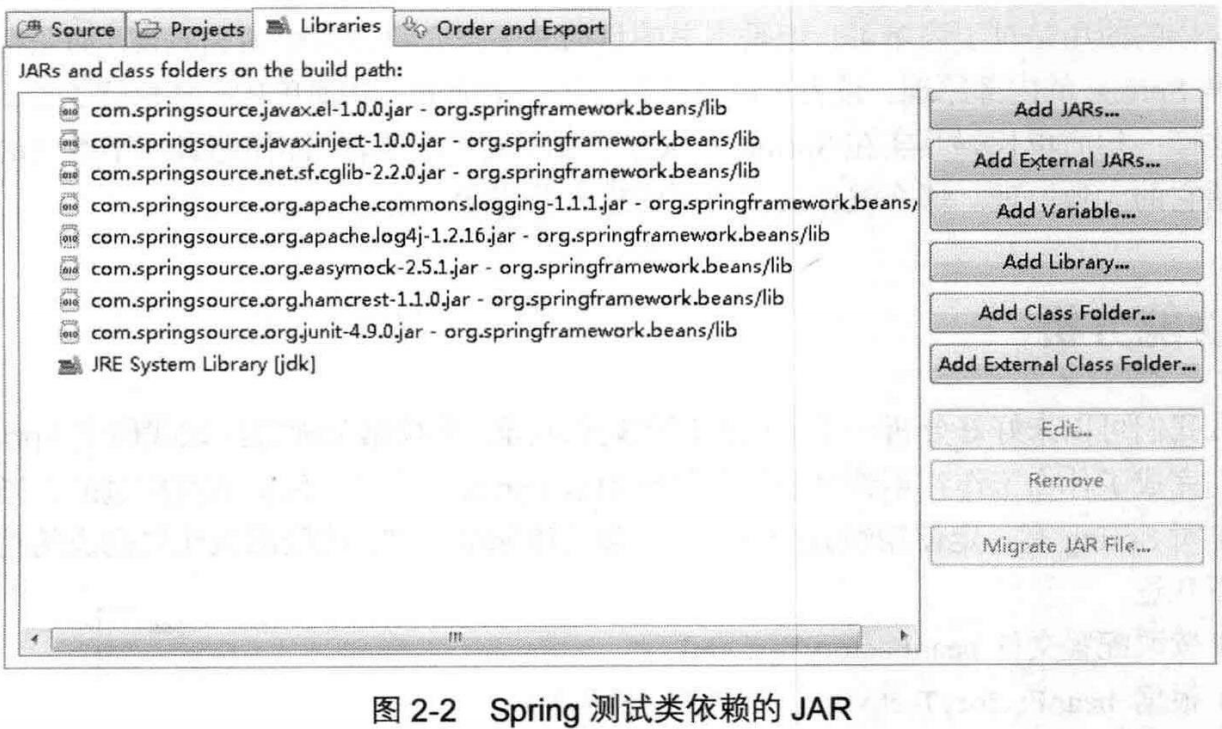 Source Projects Libraries Order and Export
JARs and class folders on the build path:
com.springsource.javax.el-1.0.0.jar - org.springframework.beans/lib
com.springsource.javax.inject-1.0.0.jar - org.springframework.beans/lib
com.springsource.net.sf.cglib-2.2.0.jar - org.springframework.beans/lib
com.springsource.org.apache.commons.logging-1.1.1.jar - org.springframework.beans/
com.springsource.org.apache.log4j-1.2.16.jar - org.springframework.beans/lib
com.springsource.org.easymock-2.5.1.jar - org.springframework.beans/lib
com.springsource.org.hamcrest-1.1.0.jar - org.springframework.beans/lib
com.springsource.org.junit-4.9.0.jar - org.springframework.beans/lib
JRE System Library [jdk]
Add JARs...
Add External JARs...
Add Variable...
Add Library...
Add Class Folder...
Add External Class Folder...
Edit...
Remove
Migrate JAR File...
图 2-2 Spring 测试类依赖的 JAR